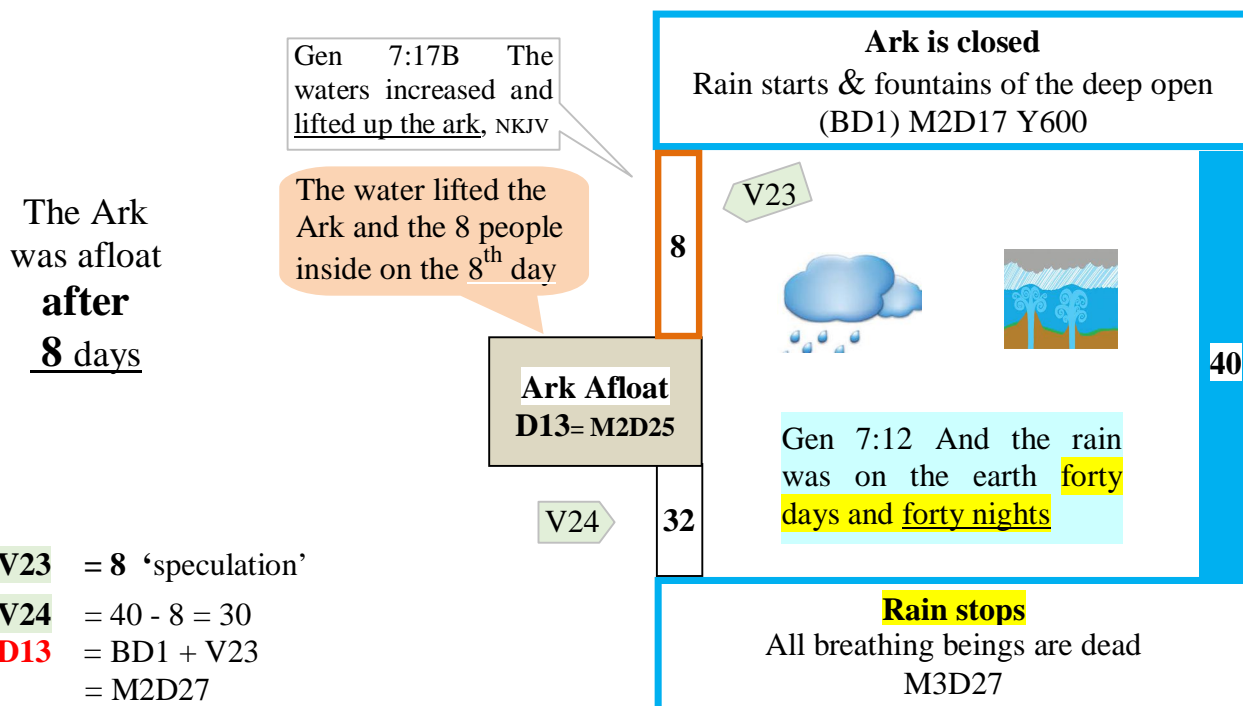 Gen 7:17B The
waters increased and
lifted up the ark, NKJV
Ark is closed
Rain starts & fountains of the deep open
(BD1) M2D17 Y600
The water lifted the
Ark and the 8 people
inside on the 8th day
V23
8
The Ark
was afloat
after
8 days
40
Ark Afloat
D13= M2D25
Gen 7:12 And the rain
was on the earth forty
days and forty nights
V24
32
V23 = 8 ‘speculation’
V24 = 40 - 8 = 30
D13 = BD1 + V23
= M2D27
Rain stops
All breathing beings are dead
M3D27